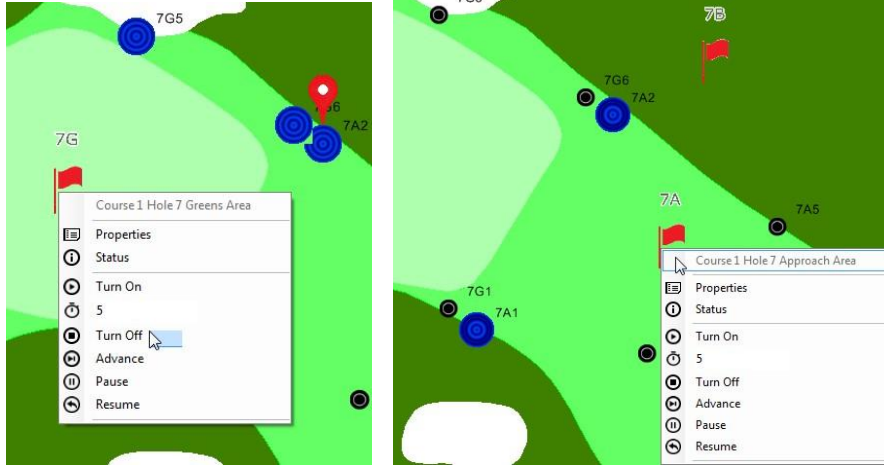 7G5
7A2
7G
Course 1 Hole 7 Greens Area
Properties
Status
Turn On
5
Turn Off
Advance
Pause
Resume
7B
7G6
7A2
7A
7A5
Course 1 Hole 7 Approach Area
7G1
7A1
Properties
Status
Turn On
5
Turn Off
Advance
Pause
Resume